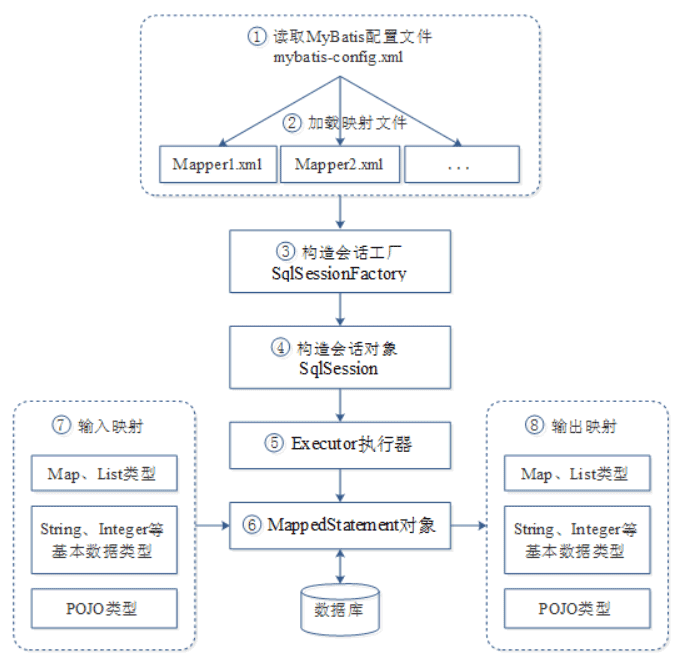 ① 读取MyBatis配置文件
mybatis-config.xml
② 加载映射文件
Mapper1.xml
Mapper2.xml
...
③ 构造会话工厂
SqlSessionFactory
④ 构造会话对象
SqlSession
⑦ 输入映射
Map、List类型
String、Integer等
基本数据类型
POJO类型
⑤ Executor执行器
⑥ MappedStatement对象
数据库
⑧ 输出映射
Map、List类型
String、Integer等
基本数据类型
POJO类型